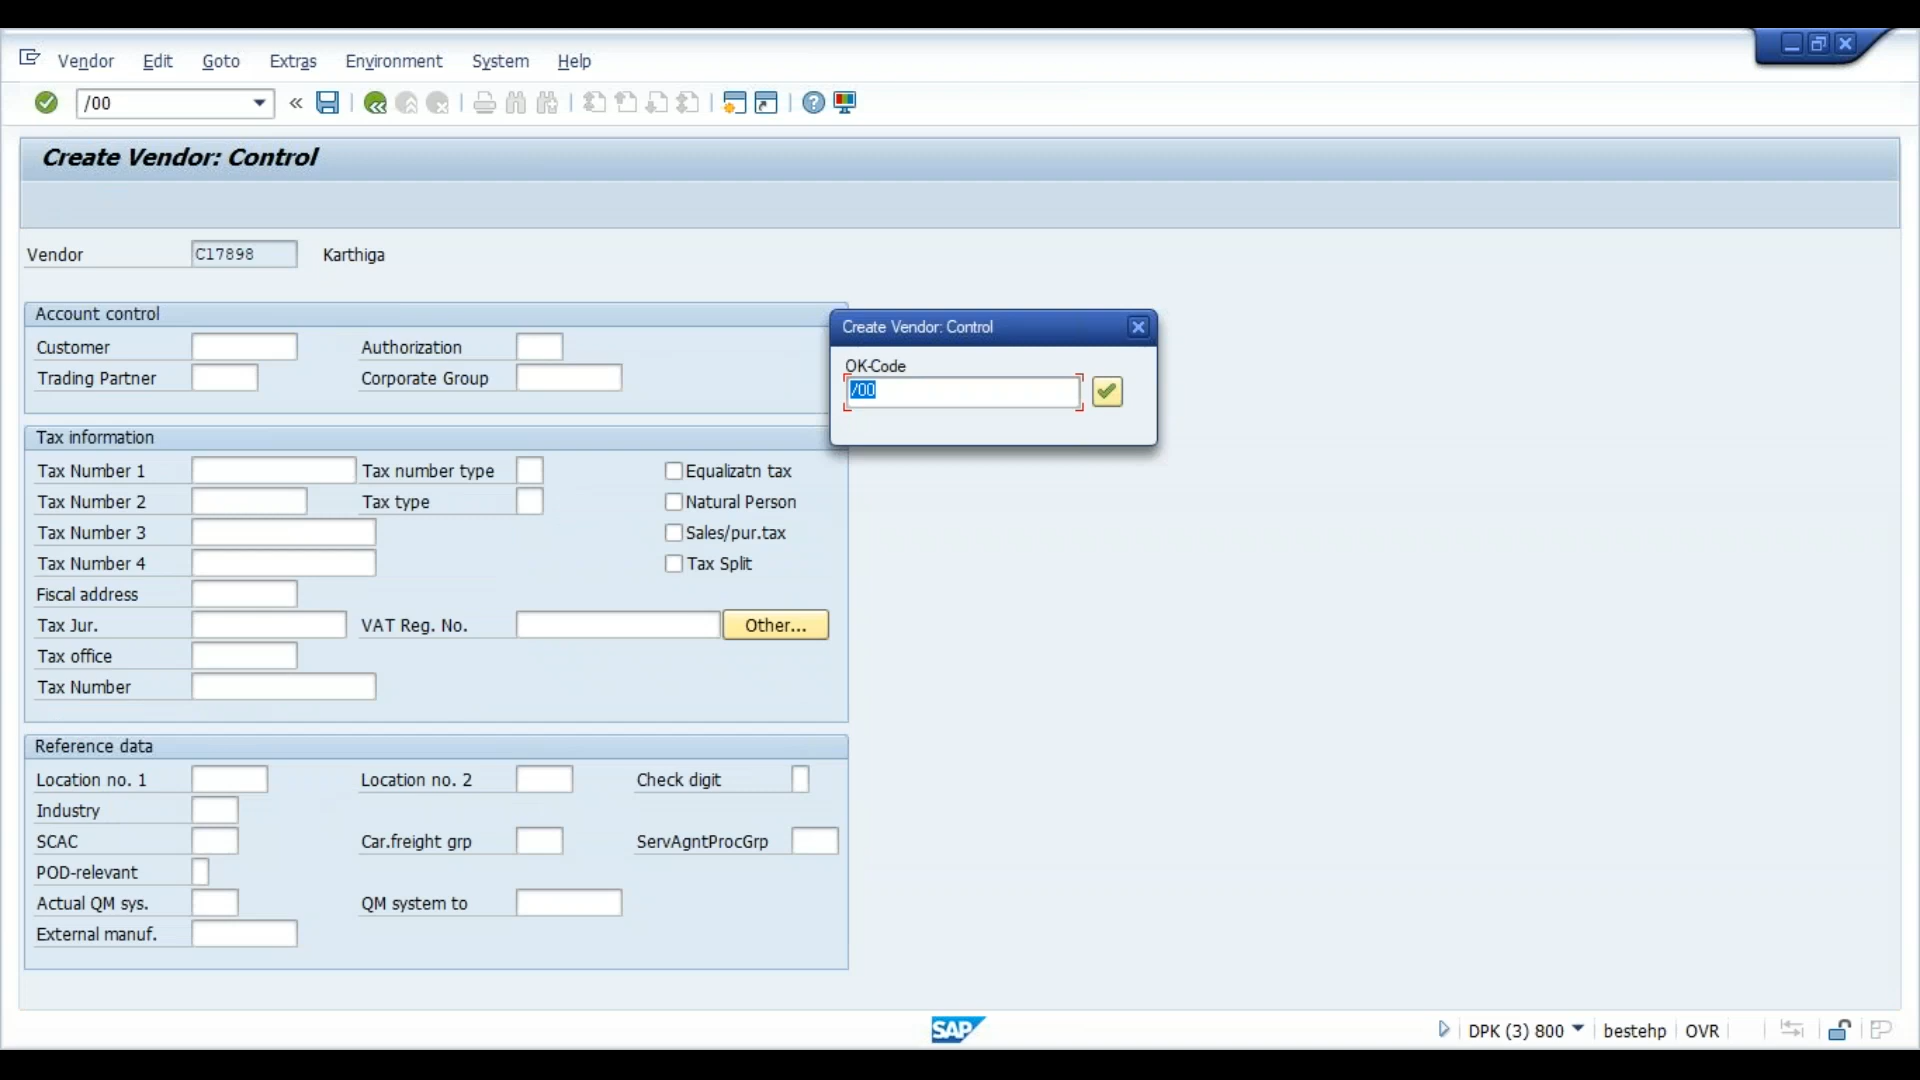 Vendor Edit Goto Extras Environment System Help
/00
Create Vendor: Control
Vendor C17898 Karthiga
Account control
Customer Authorization
Trading Partner Corporate Group
Create Vendor: Control
OK-Code
/00
Tax information
Tax Number 1 Tax number type Equalizatn tax
Tax Number 2 Tax type Natural Person
Tax Number 3 Sales/pur.tax
Tax Number 4 Tax Split
Fiscal address
Tax Jur. VAT Reg. No. Other...
Tax office
Tax Number
Reference data
Location no. 1 Location no. 2 Check digit
Industry
SCAC Car.freight grp ServAgntProcGrp
POD-relevant
Actual QM sys. QM system to
External manuf.
SAP DPK (3) 800 bestehp OVR